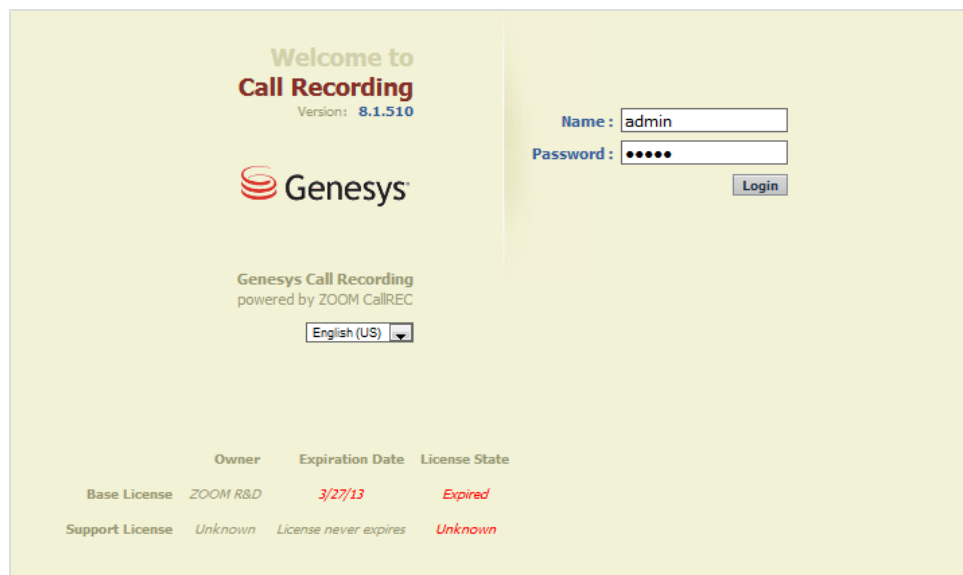 Welcome to
Call Recording
Version: 8.1.510
Genesys
Name: admin
Password: •••••
Login
Genesys Call Recording
powered by ZOOM CallREC
English (US)
Owner Expiration Date License State
Base License ZOOM R&D 3/27/13 Expired
Support License Unknown License never expires Unknown